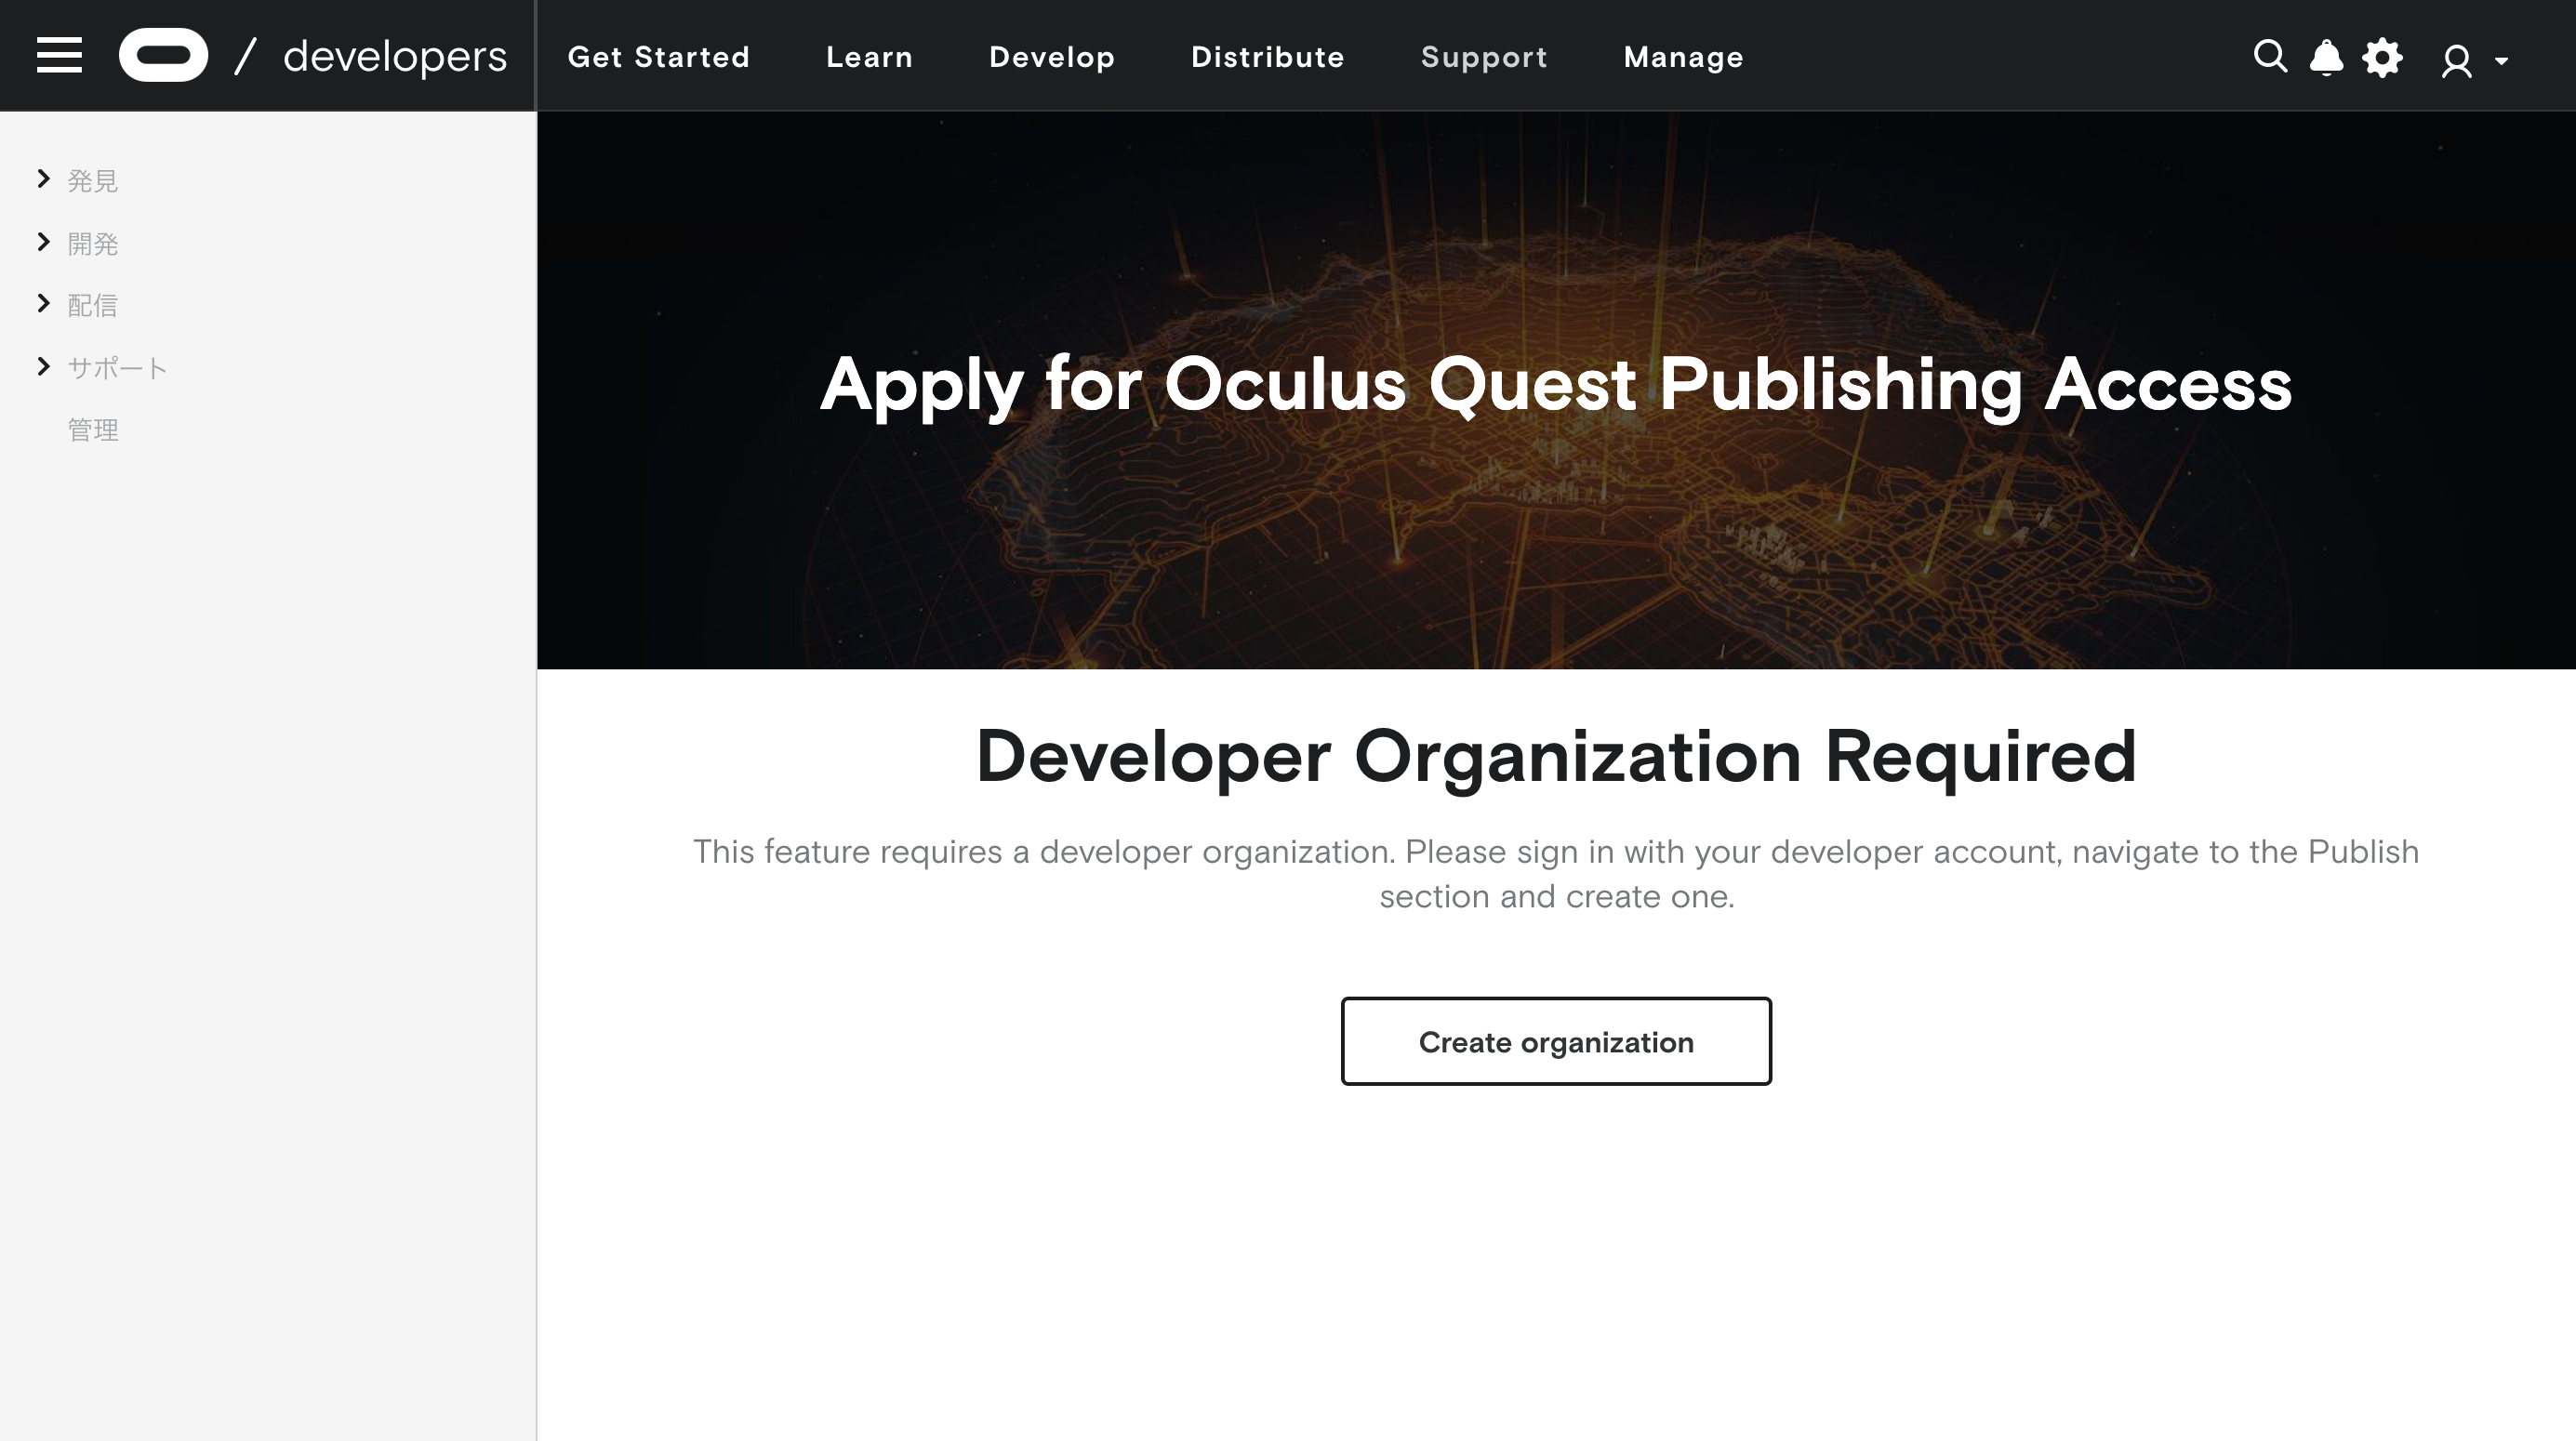 / developers
Get Started
Learn
Develop
Distribute
Support
Manage
発見
開発
配信
サポート
管理
Apply for Oculus Quest Publishing Access
Developer Organization Required
This feature requires a developer organization. Please sign in with your developer account, navigate to the Publish
section and create one.
Create organization